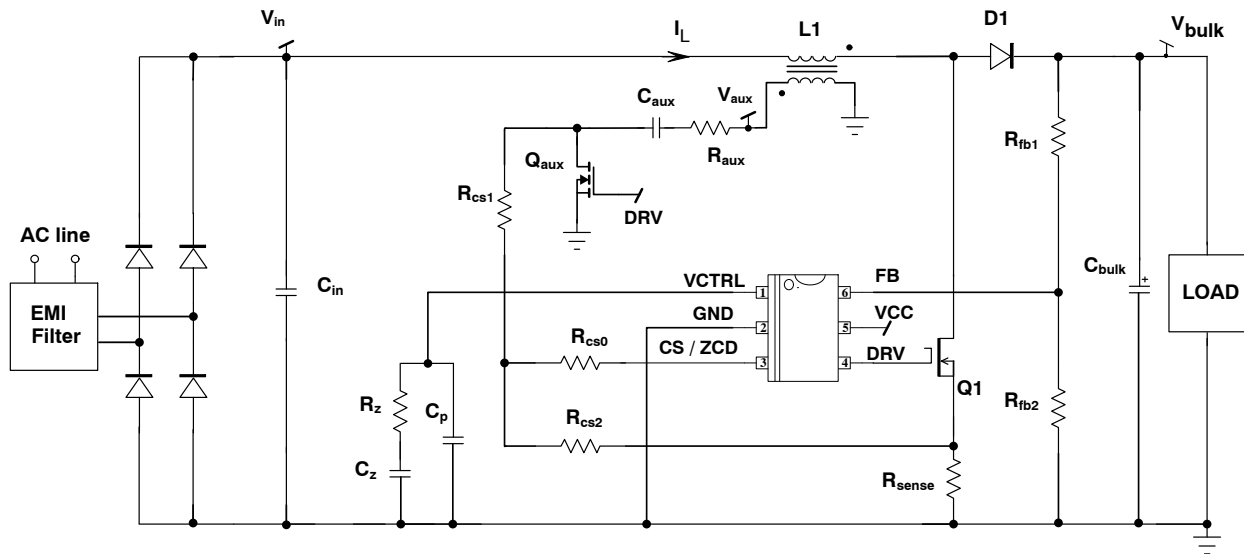 Vin
IL
L1
D1
Vbulk
Caux
Vaux
Raux
Qaux
DRV
Rcs1
Rfb1
AC line
EMI
Filter
Cin
VCTRL
1
6
FB
GND
2
5
VCC
Rcs0
CS / ZCD
3
4
DRV
Q1
Cbulk
+
LOAD
Rz
Cp
Rcs2
Rfb2
Cz
Rsense